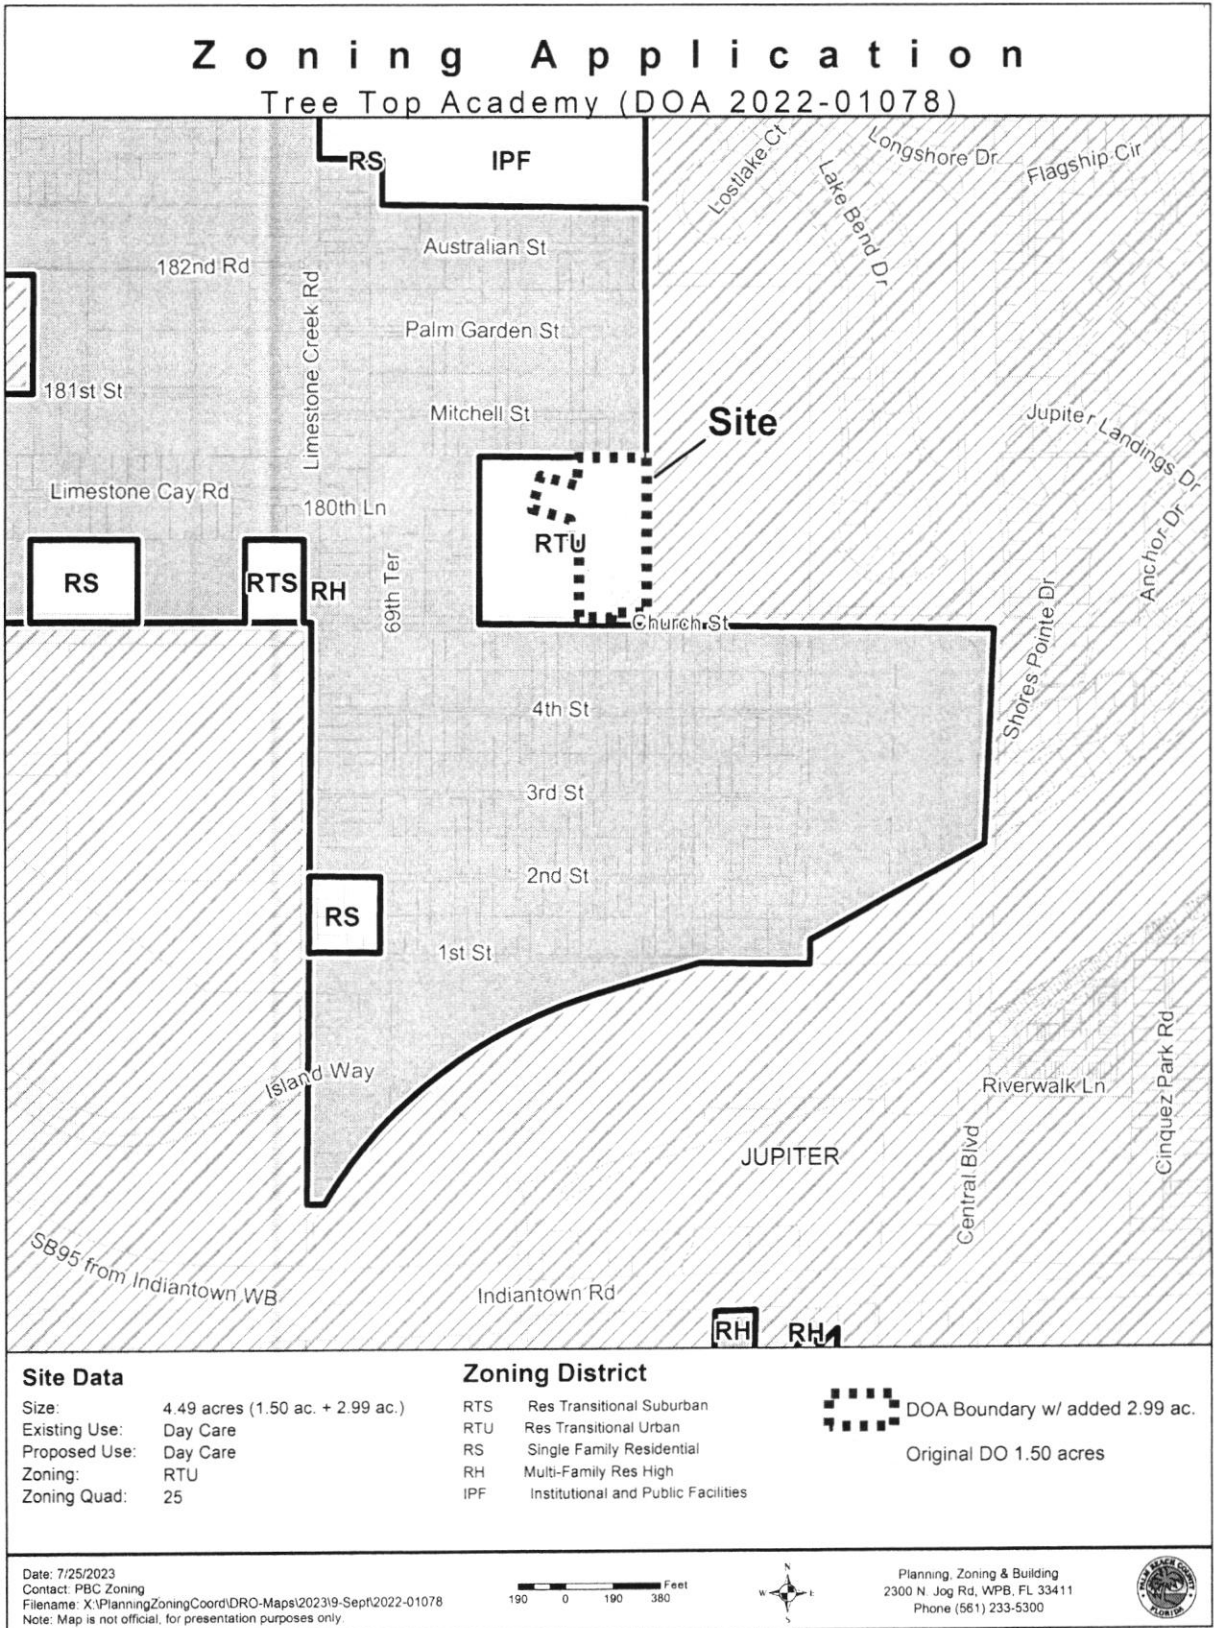 Zoning Application
Tree Top Academy (DOA 2022-01078)
RS
IPF
Lostlake Ct
Longshore Dr
Lake Bend Dr
Flagship Cir
Australian St
182nd Rd
Limestone Creek Rd
Palm Garden St
181st St
Mitchell St
Site
Jupiter Landings Dr
Limestone Cay Rd
180th Ln
RTU
Anchor Dr
RS
RTS
RH
69th Ter
Church St
Shores Pointe Dr
4th St
3rd St
2nd St
RS
1st St
Island Way
Riverwalk Ln
Cinquez Park Rd
JUPITER
Central Blvd
SB95 from Indiantown WB
Indiantown Rd
RH
RH
Site Data
Size: 4.49 acres (1.50 ac. + 2.99 ac.)
Existing Use: Day Care
Proposed Use: Day Care
Zoning: RTU
Zoning Quad: 25
Zoning District
RTS Res Transitional Suburban
RTU Res Transitional Urban
RS Single Family Residential
RH Multi-Family Res High
IPF Institutional and Public Facilities
DOA Boundary w/ added 2.99 ac.
Original DO 1.50 acres
Date: 7/25/2023
Contact: PBC Zoning
Filename: X:\PlanningZoningCoord\DRO-Maps\2023\9-Sept\2022-01078
Note: Map is not official, for presentation purposes only.
Feet
190 0 190 380
N
W E
S
Planning, Zoning & Building
2300 N. Jog Rd, WPB, FL 33411
Phone (561) 233-5300
PALM BEACH COUNTY
FLORIDA